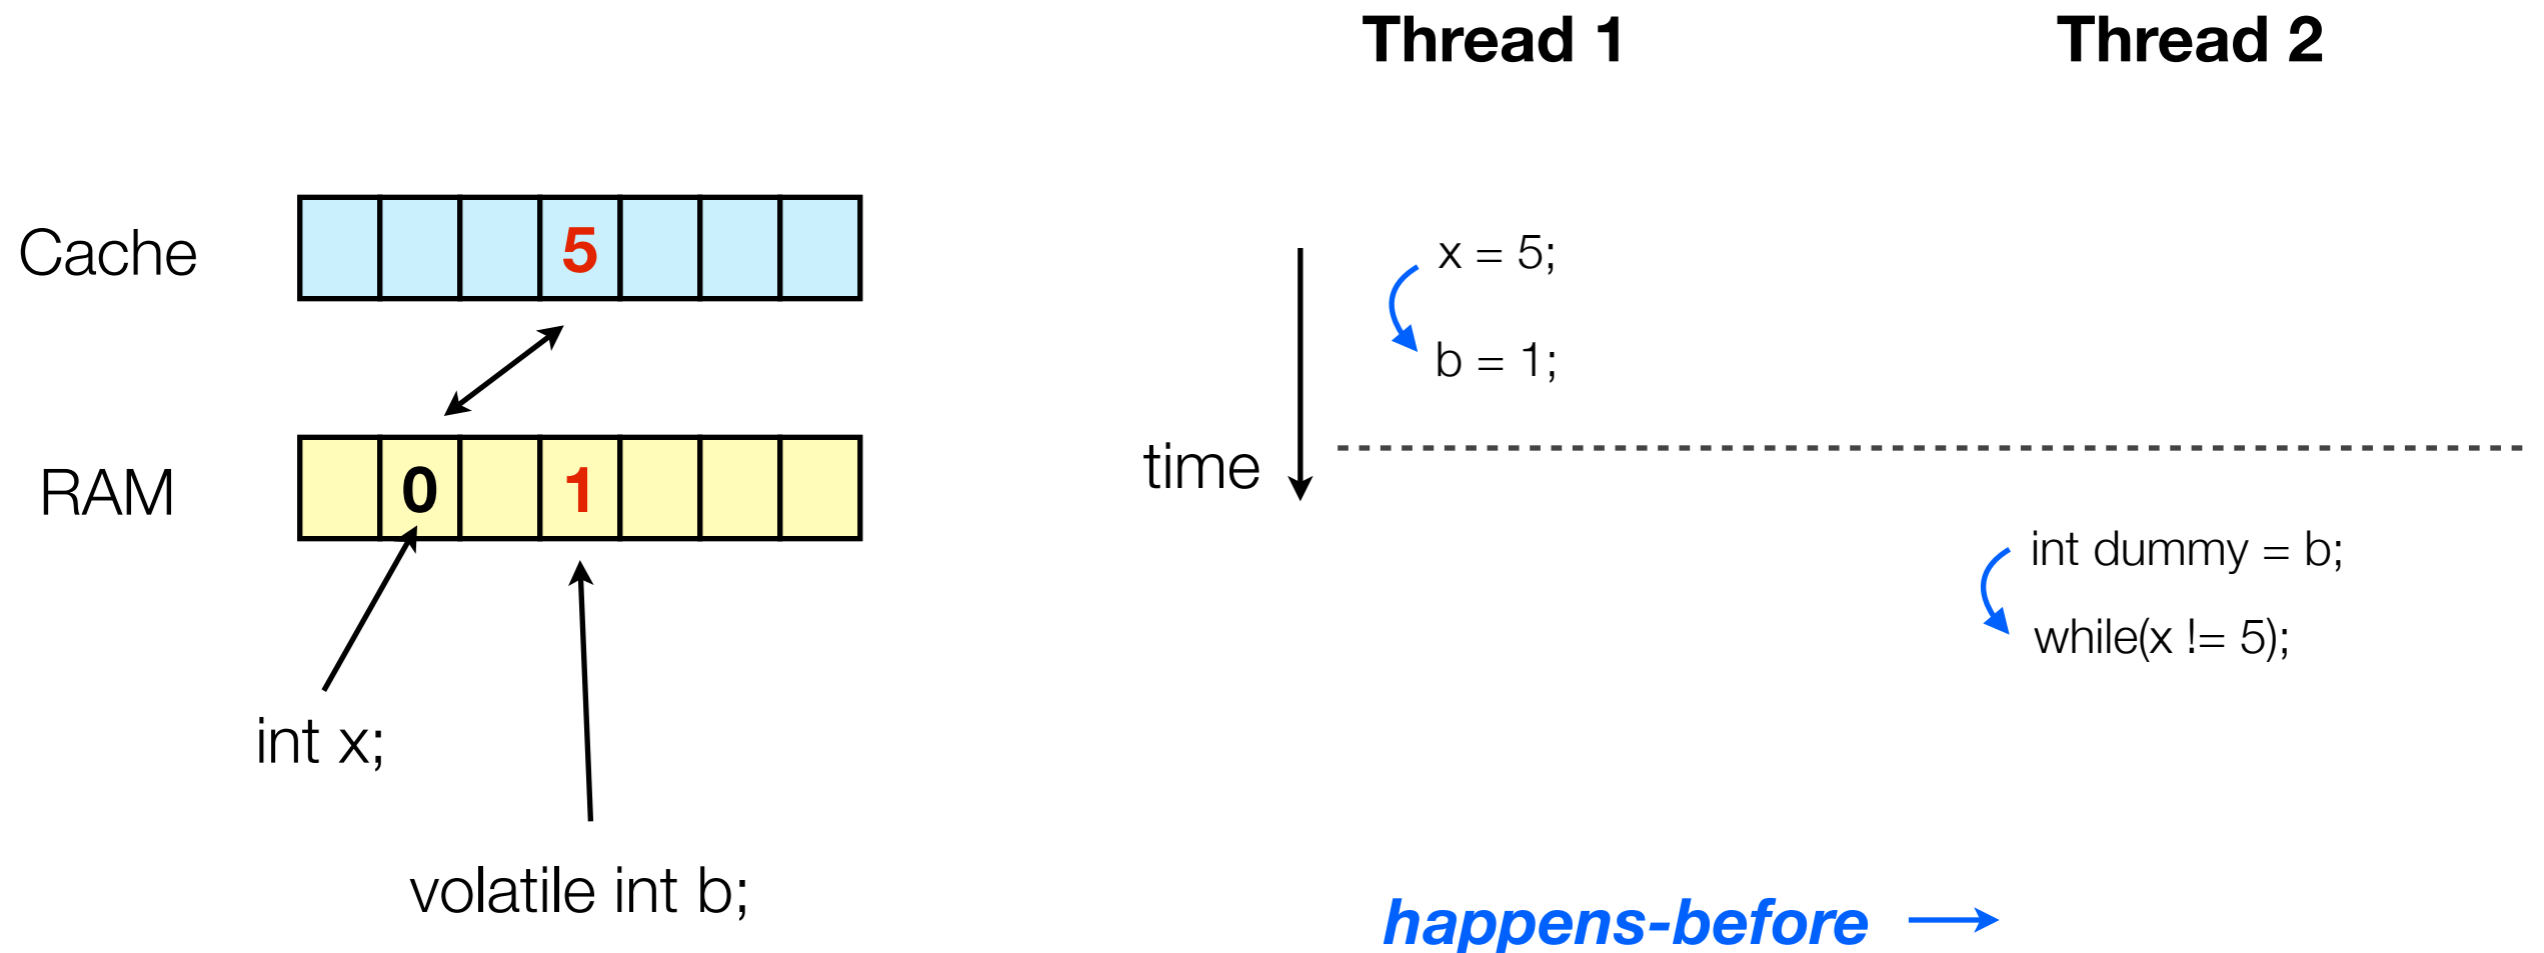 Thread 1
Thread 2
Cache
5
x = 5;
b = 1;
RAM
0
1
time
int dummy = b;
while(x != 5);
int x;
volatile int b;
happens-before